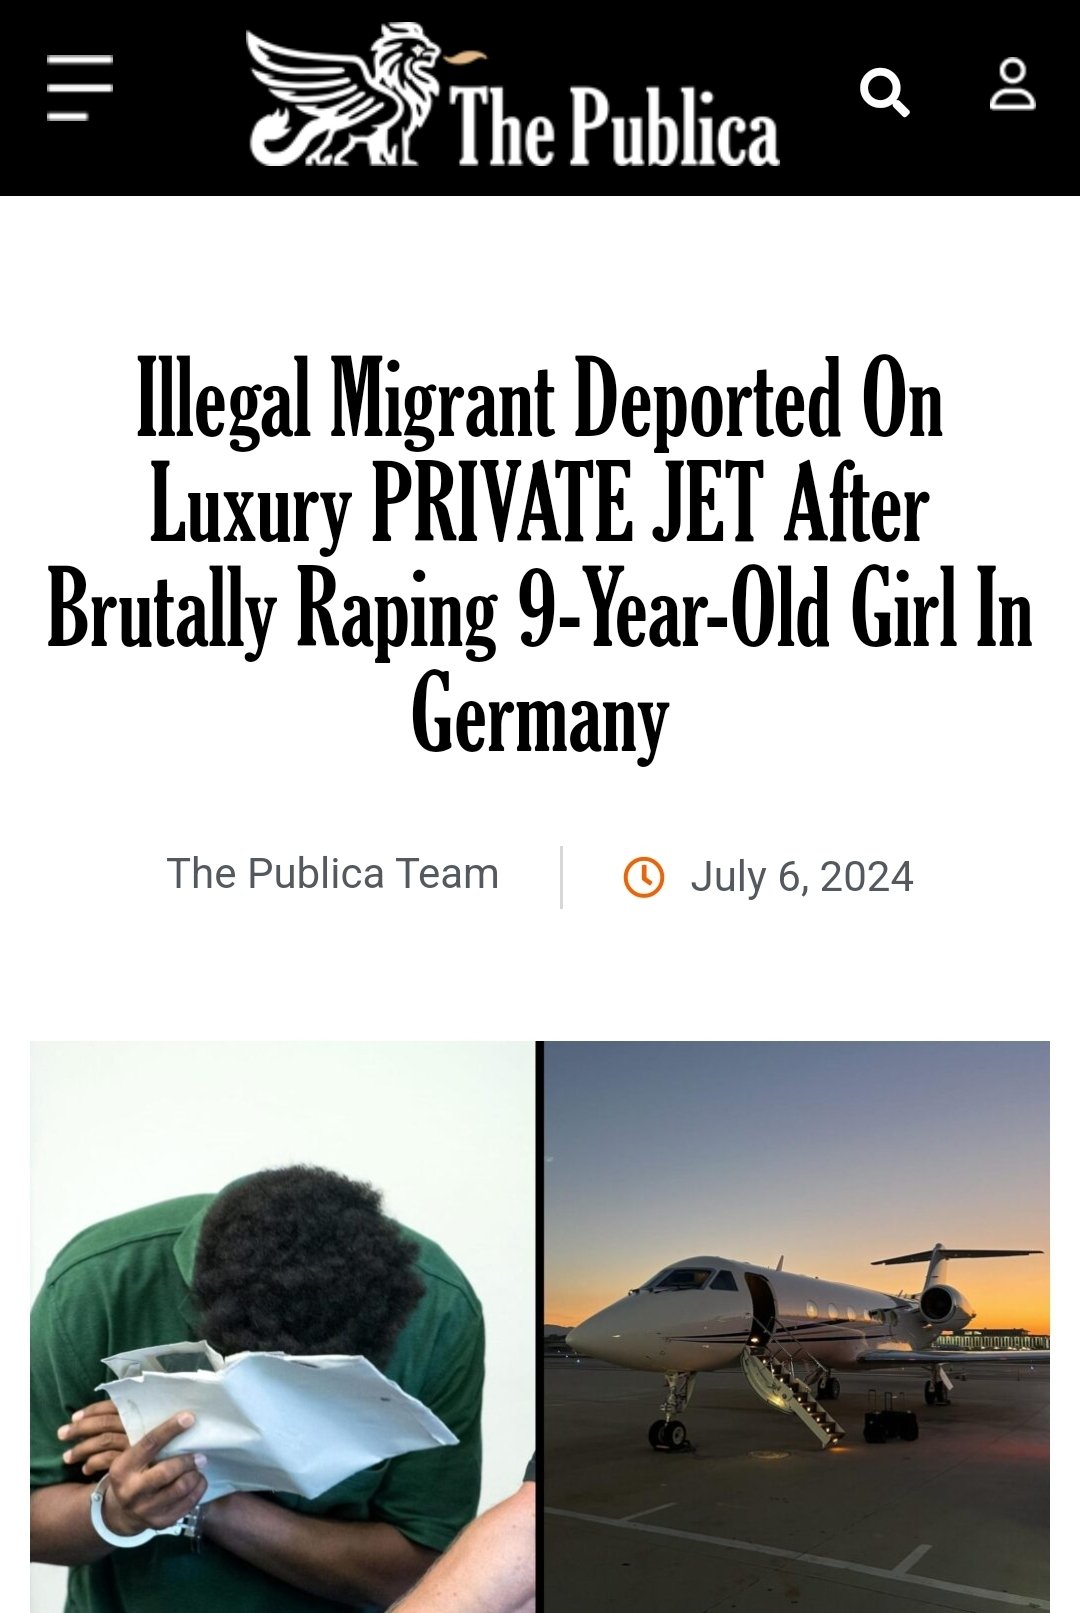 The Publica
Illegal Migrant Deported On
Luxury PRIVATE JET After
Brutally Raping 9-Year-Old Girl In
Germany
The Publica Team
July 6, 2024